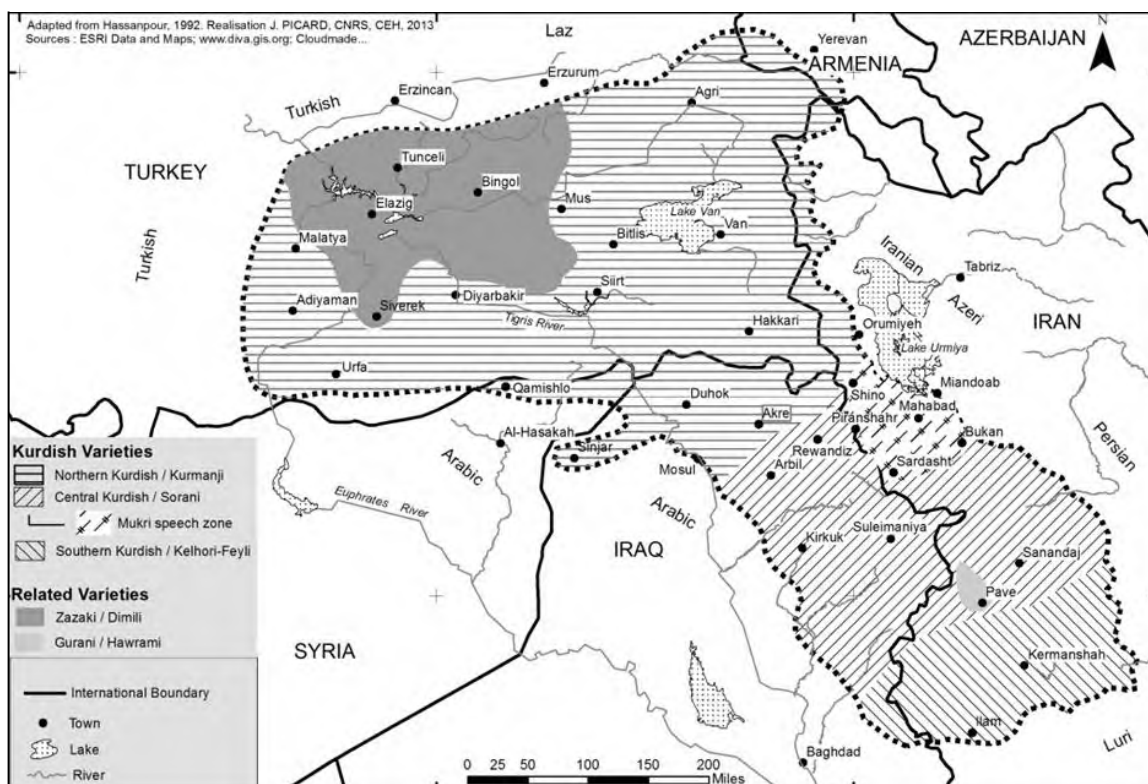 Adapted from Hassanpour, 1992. Realisation J. PICARD, CNRS, CEH, 2013
Sources : ESRI Data and Maps; www.diva.gis.org; Cloudmade...
Laz
Yerevan
AZERBAIJAN
N
ARMENIA
Erzurum
Erzincan
Agri
Turkish
TURKEY
Tunceli
Bingol
Elazig
Mus
Lake Van
Van
Bitlis
Malatya
Turkish
Iranian
Tabriz
Azeri
IRAN
Siirt
Diyarbakir
Adiyaman
Siverek
Tigris River
Hakkari
Orumiyeh
Lake Urmiya
Urfa
Qamishlo
Shino
Miandoab
Duhok
Mahabad
Akre
Piranshahr
Al-Hasakah
Rewandiz
Bukan
Persian
Arabic
Sinjar
Mosul
Arbil
Sardasht
Euphrates River
Arabic
IRAQ
Kirkuk
Suleimaniya
Sanandaj
Pave
SYRIA
Kermanshah
Ilam
Luri
Baghdad
Kurdish Varieties
Northern Kurdish / Kurmanji
Central Kurdish / Sorani
Mukri speech zone
Southern Kurdish / Kelhori-Feyli
Related Varieties
Zazaki / Dimili
Gurani / Hawrami
International Boundary
Town
Lake
River
0 25 50 100 150 200
Miles